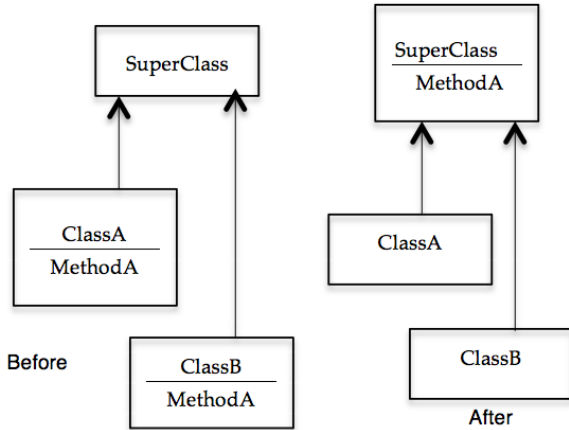 SuperClass
ClassA
MethodA
Before
ClassB
MethodA
SuperClass
MethodA
ClassA
ClassB
After